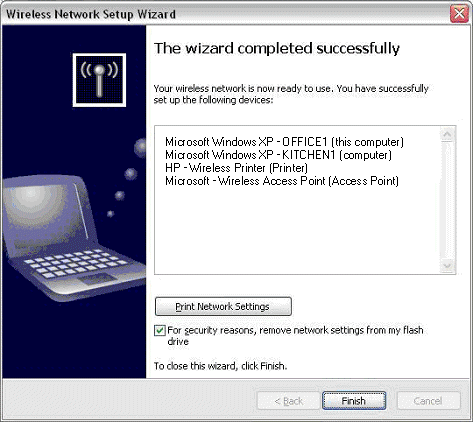 Wireless Network Setup Wizard
The wizard completed successfully
Your wireless network is now ready to use. You have successfully
set up the following devices:
Microsoft Windows XP - OFFICE1 (this computer)
Microsoft Windows XP - KITCHEN1 (computer)
HP - Wireless Printer (Printer)
Microsoft - Wireless Access Point (Access Point)
Print Network Settings
For security reasons, remove network settings from my flash
drive
To close this wizard, click Finish.
< Back
Finish
Cancel